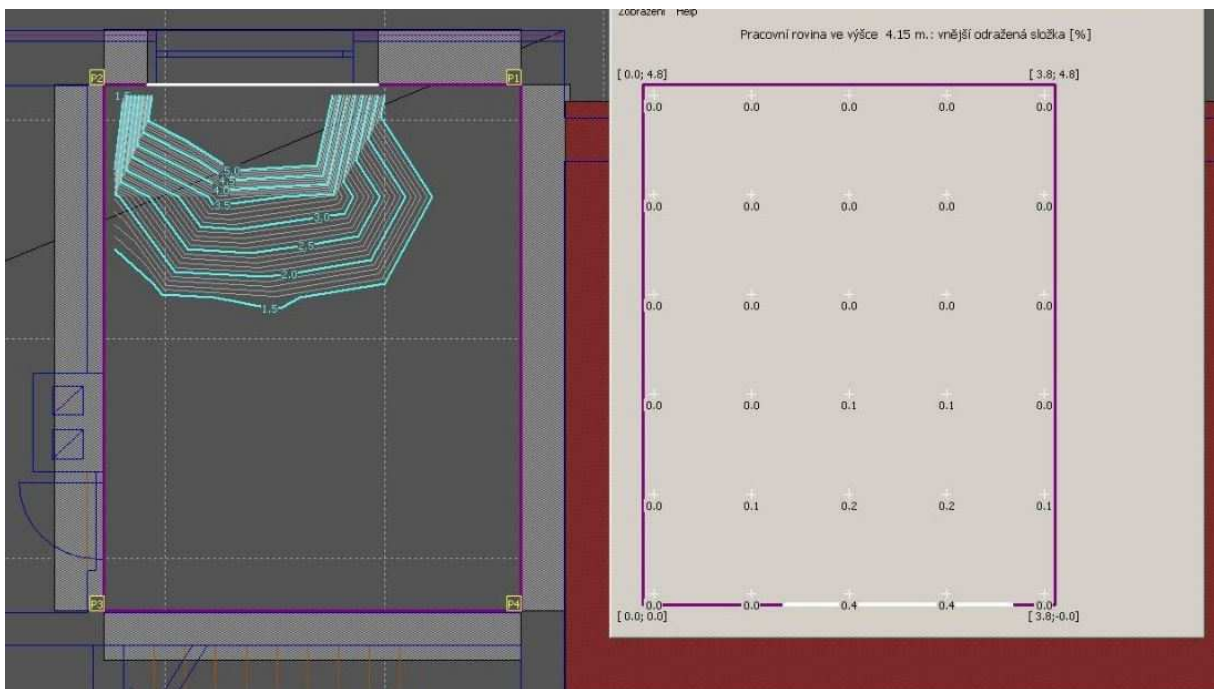 Zobrazení Help
Pracovní rovina ve výšce 4.15 m.: vnější odražená složka [%]
P2
P1
[ 0.0; 4.8]
[ 3.8; 4.8]
1.5
0.0 0.0 0.0 0.0 0.0
5.0
4.5
4.0
3.5
0.0 0.0 0.0 0.0 0.0
3.0
2.5
2.0
1.5
0.0 0.0 0.0 0.0 0.0
0.0 0.0 0.1 0.1 0.0
0.0 0.1 0.2 0.2 0.1
P3
P4
0.0 0.0 0.4 0.4 0.0
[ 0.0; 0.0]
[ 3.8;-0.0]